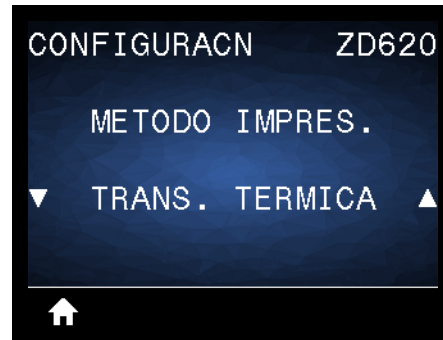 CONFIGURACN ZD620
METODO IMPRES.
TRANS. TERMICA